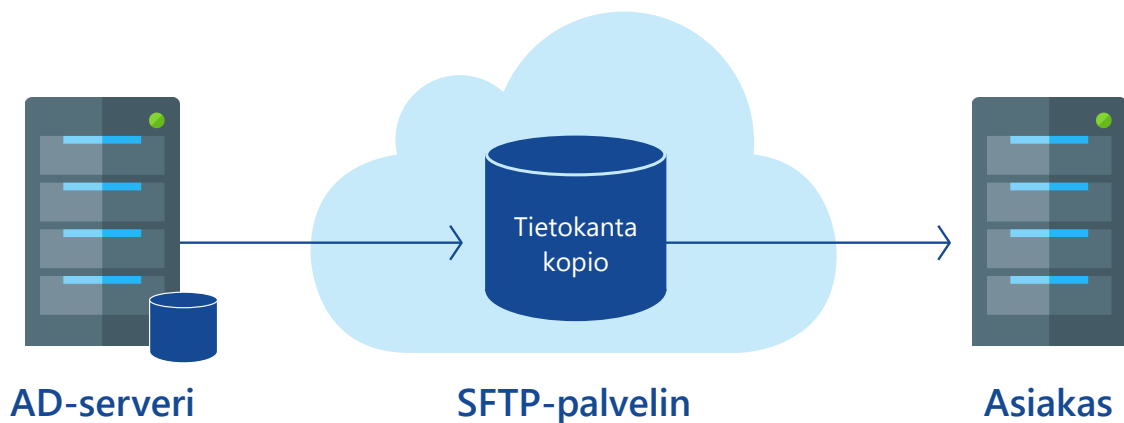 Tietokanta
kopio
AD-serveri
SFTP-palvelin
Asiakas